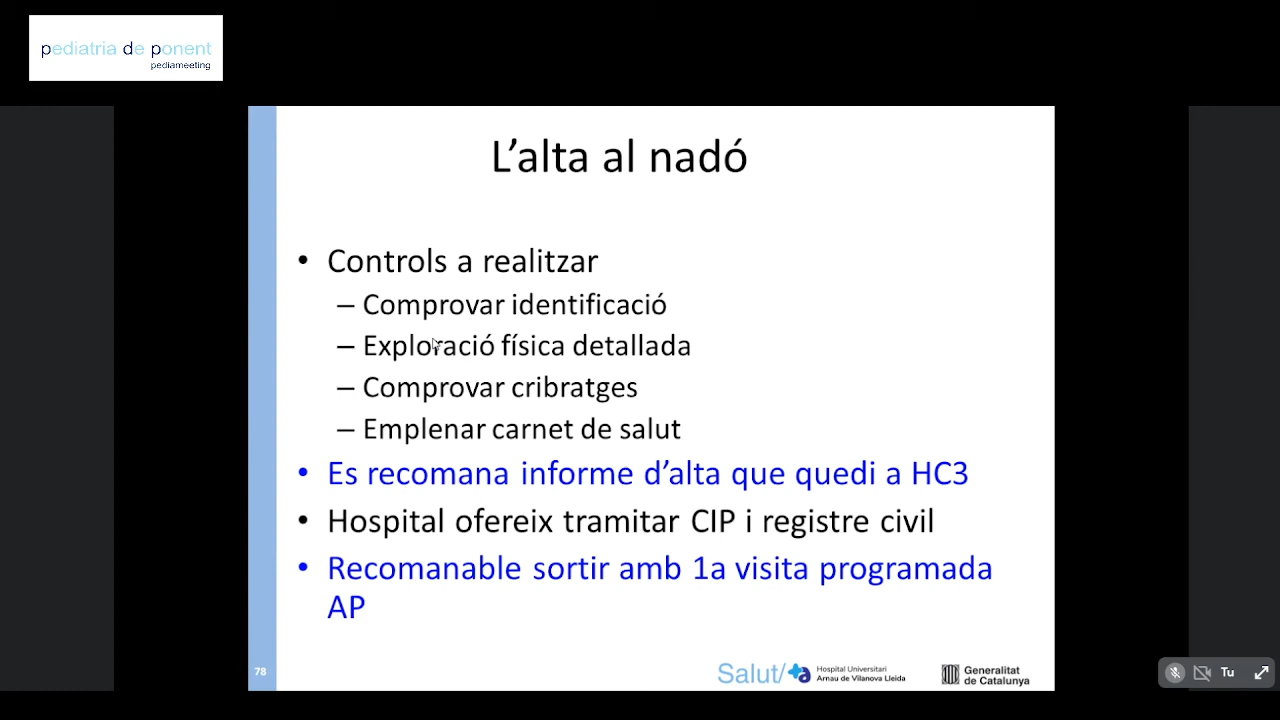 pediatria de ponent
pediameeting
L’alta al nadó
• Controls a realitzar
– Comprovar identificació
– Exploració física detallada
– Comprovar cribratges
– Emplenar carnet de salut
• Es recomana informe d’alta que quedi a HC3
• Hospital ofereix tramitar CIP i registre civil
• Recomanable sortir amb 1a visita programada
AP
78
Salut/
Hospital Universitari
Arnau de Vilanova Lleida
Generalitat
de Catalunya
Tu